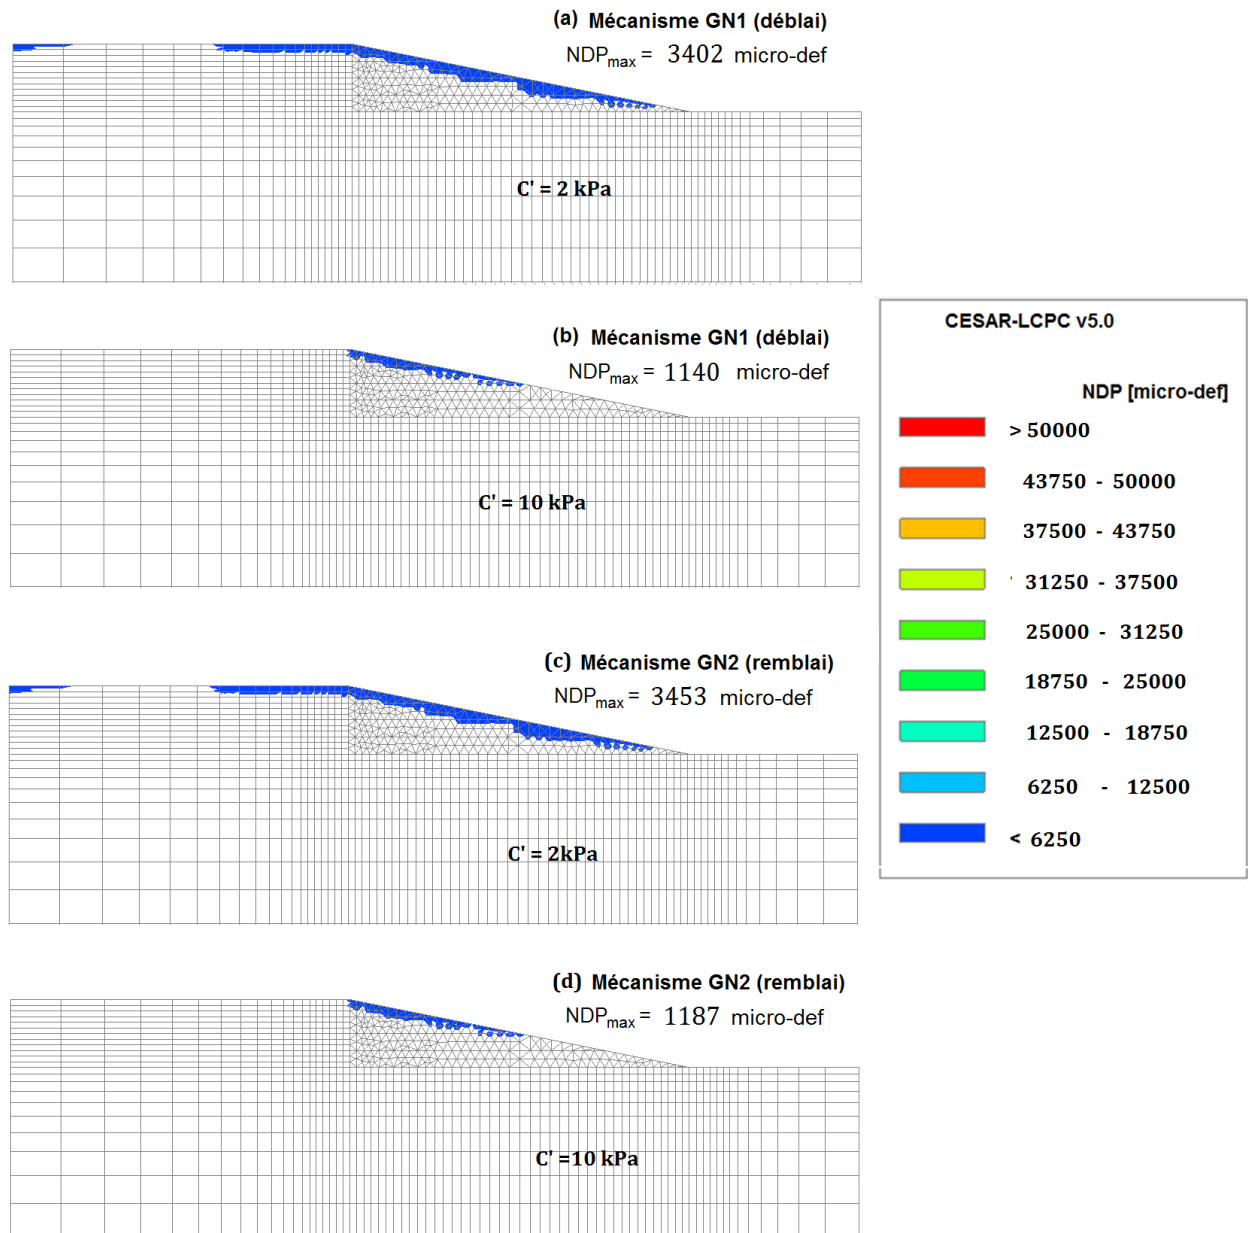 (a) Mécanisme GN1 (déblai)
NDPmax = 3402 micro-def
C' = 2 kPa
(b) Mécanisme GN1 (déblai)
NDPmax = 1140 micro-def
C' = 10 kPa
(c) Mécanisme GN2 (remblai)
NDPmax = 3453 micro-def
C' = 2kPa
(d) Mécanisme GN2 (remblai)
NDPmax = 1187 micro-def
C' =10 kPa
CESAR-LCPC v5.0
NDP [micro-def]
> 50000
43750 - 50000
37500 - 43750
31250 - 37500
25000 - 31250
18750 - 25000
12500 - 18750
6250 - 12500
< 6250